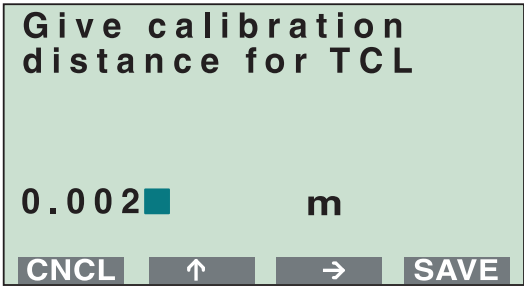 Give calibration
distance for TCL
0.002 m
CNCL ↑ → SAVE